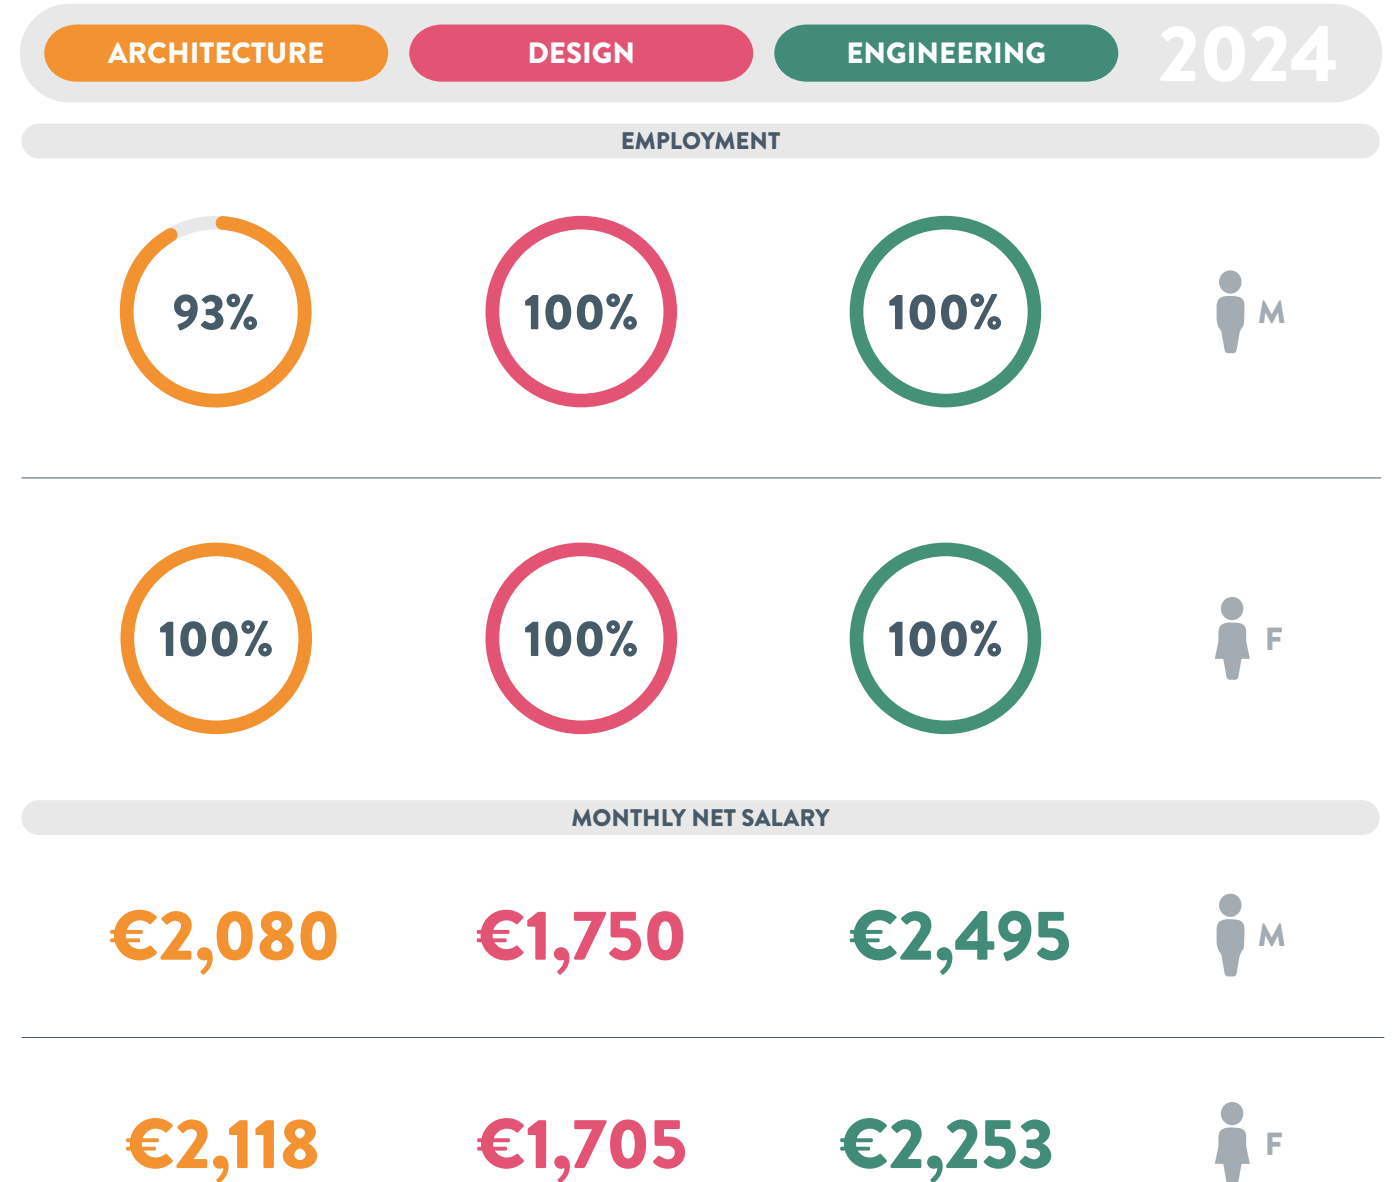 ARCHITECTURE DESIGN ENGINEERING 2024
EMPLOYMENT
93% 100% 100% M
100% 100% 100% F
MONTHLY NET SALARY
€2,080 €1,750 €2,495 M
€2,118 €1,705 €2,253 F